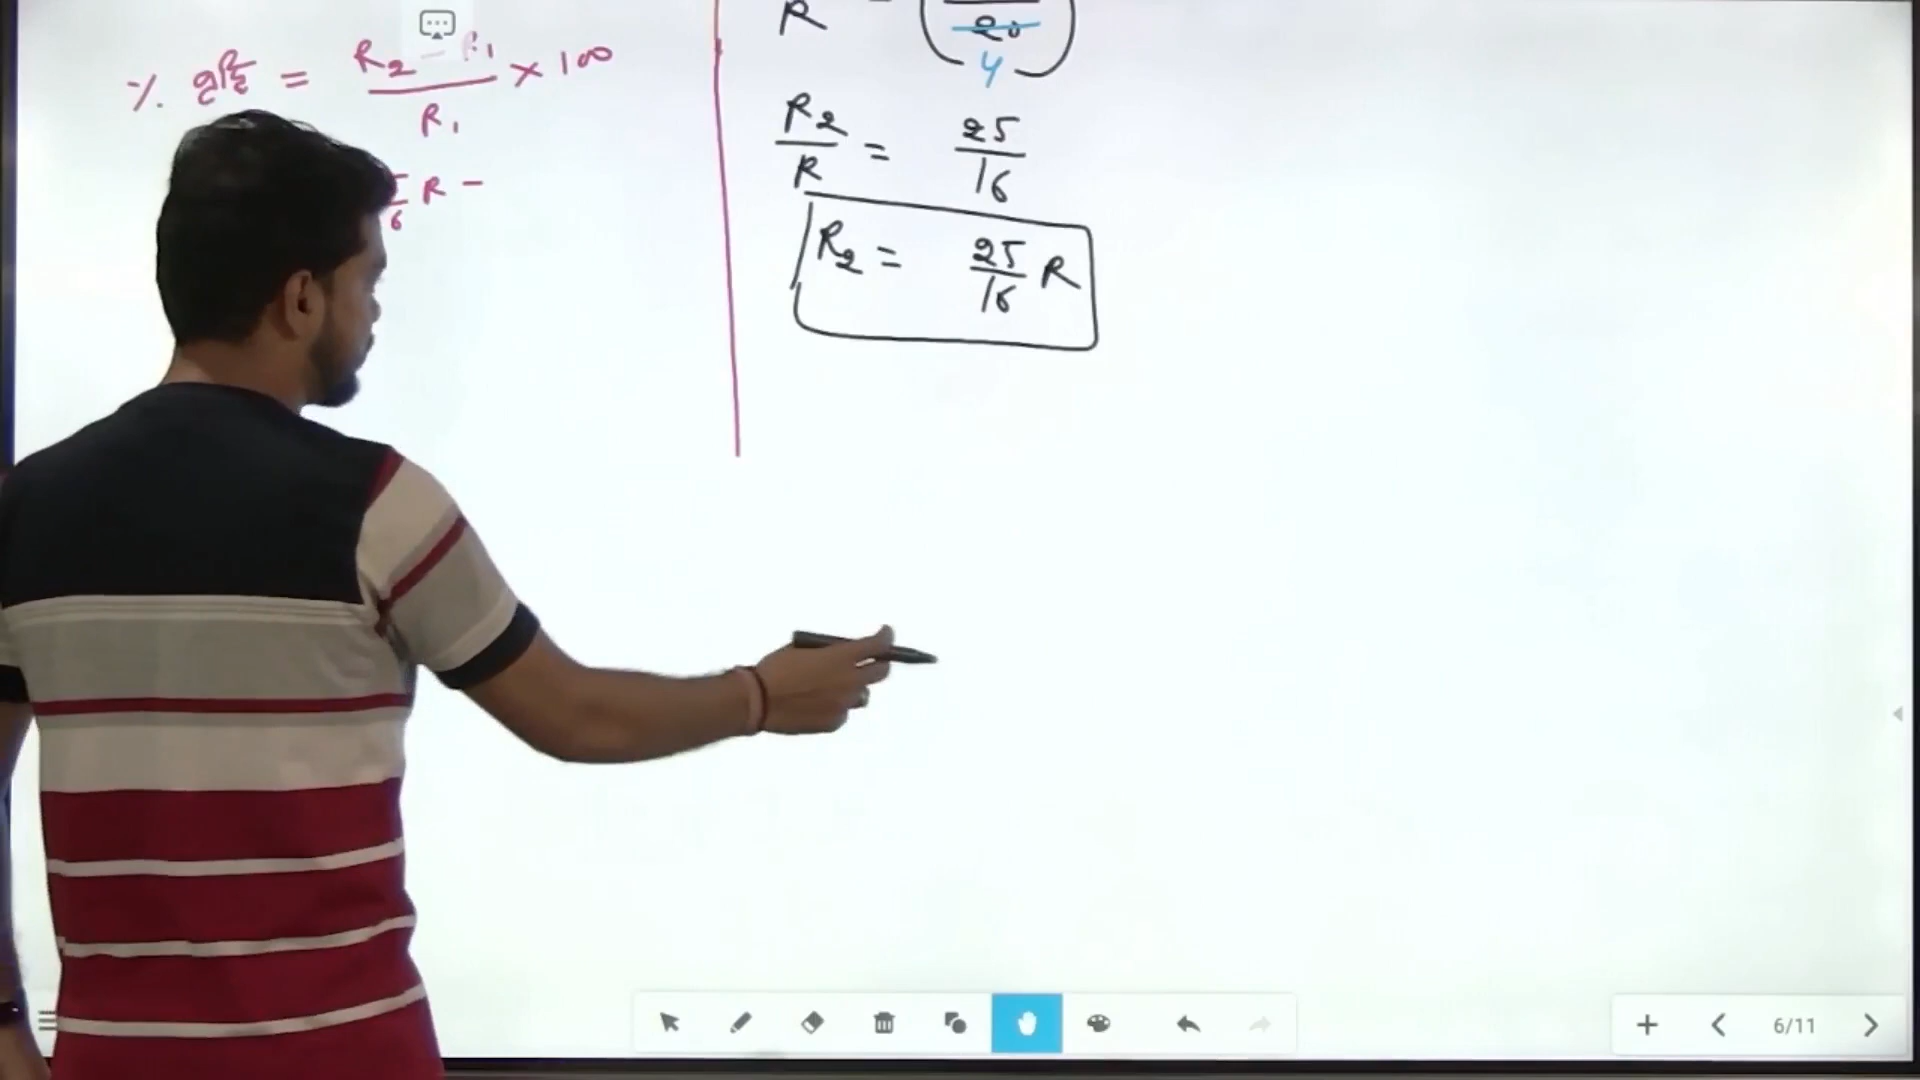 % वृद्धि = R₂ - R₁ / R₁ × 100
R -
R
20
4
R₂ / R = 25 / 16
R₂ = 25 / 16 R
6/11